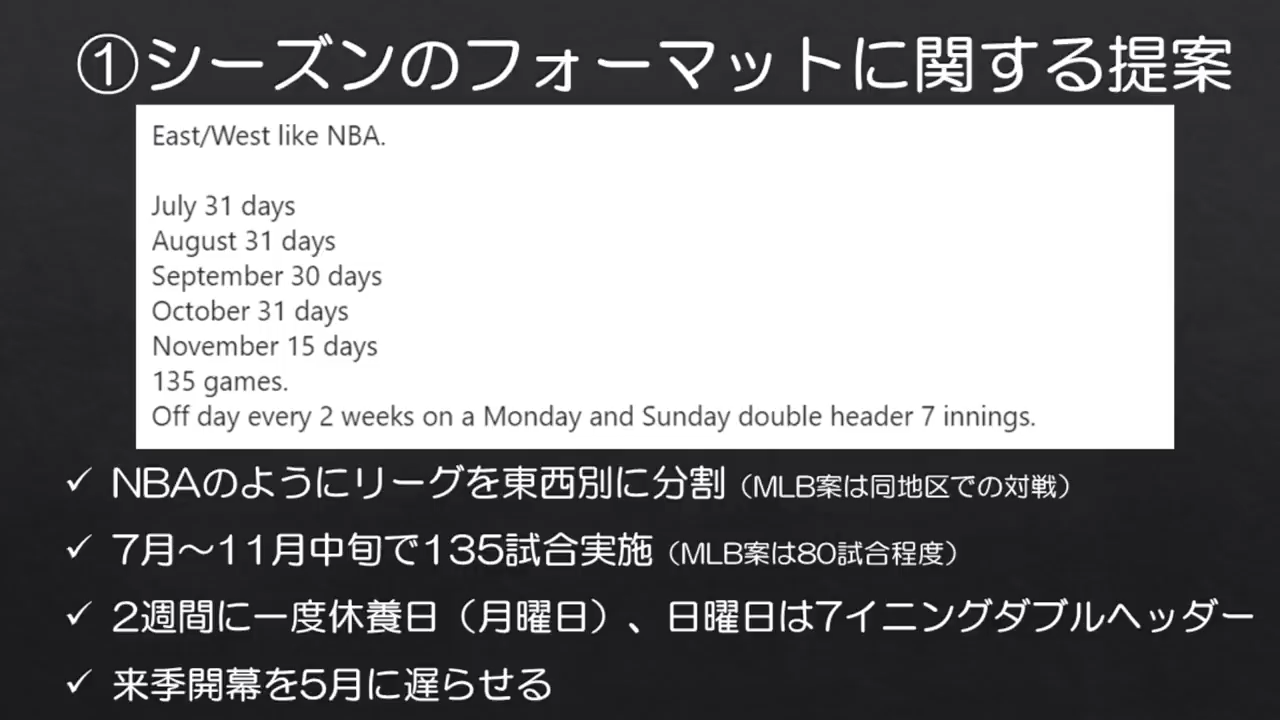 ①シーズンのフォーマットに関する提案
East/West like NBA.
July 31 days
August 31 days
September 30 days
October 31 days
November 15 days
135 games.
Off day every 2 weeks on a Monday and Sunday double header 7 innings.
✓ NBAのようにリーグを東西別に分割（MLB案は同地区での対戦）
✓ 7月～11月中旬で135試合実施（MLB案は80試合程度）
✓ 2週間に一度休養日（月曜日）、日曜日は7イニングダブルヘッダー
✓ 来季開幕を5月に遅らせる